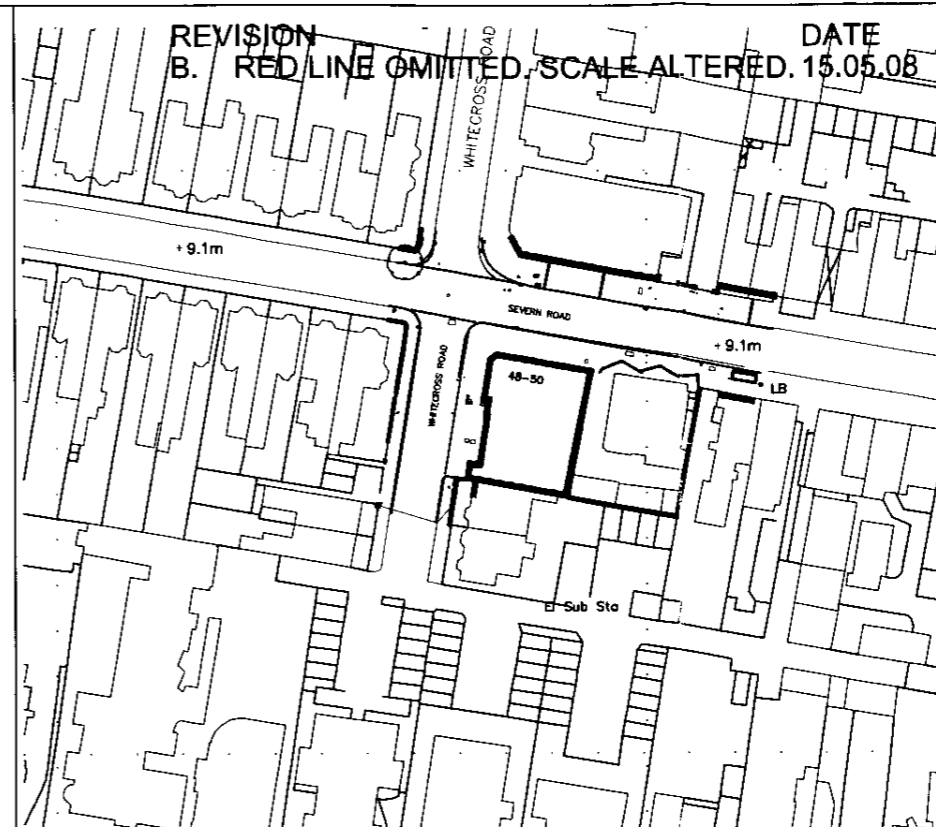 REVISION DATE
B. RED LINE OMITTED. SCALE ALTERED. 15.05.08
WHITECROSS ROAD
+ 9.1m
SEVERN ROAD
+ 9.1m
WHITECROSS ROAD
48-50
LB
El Sub Sta